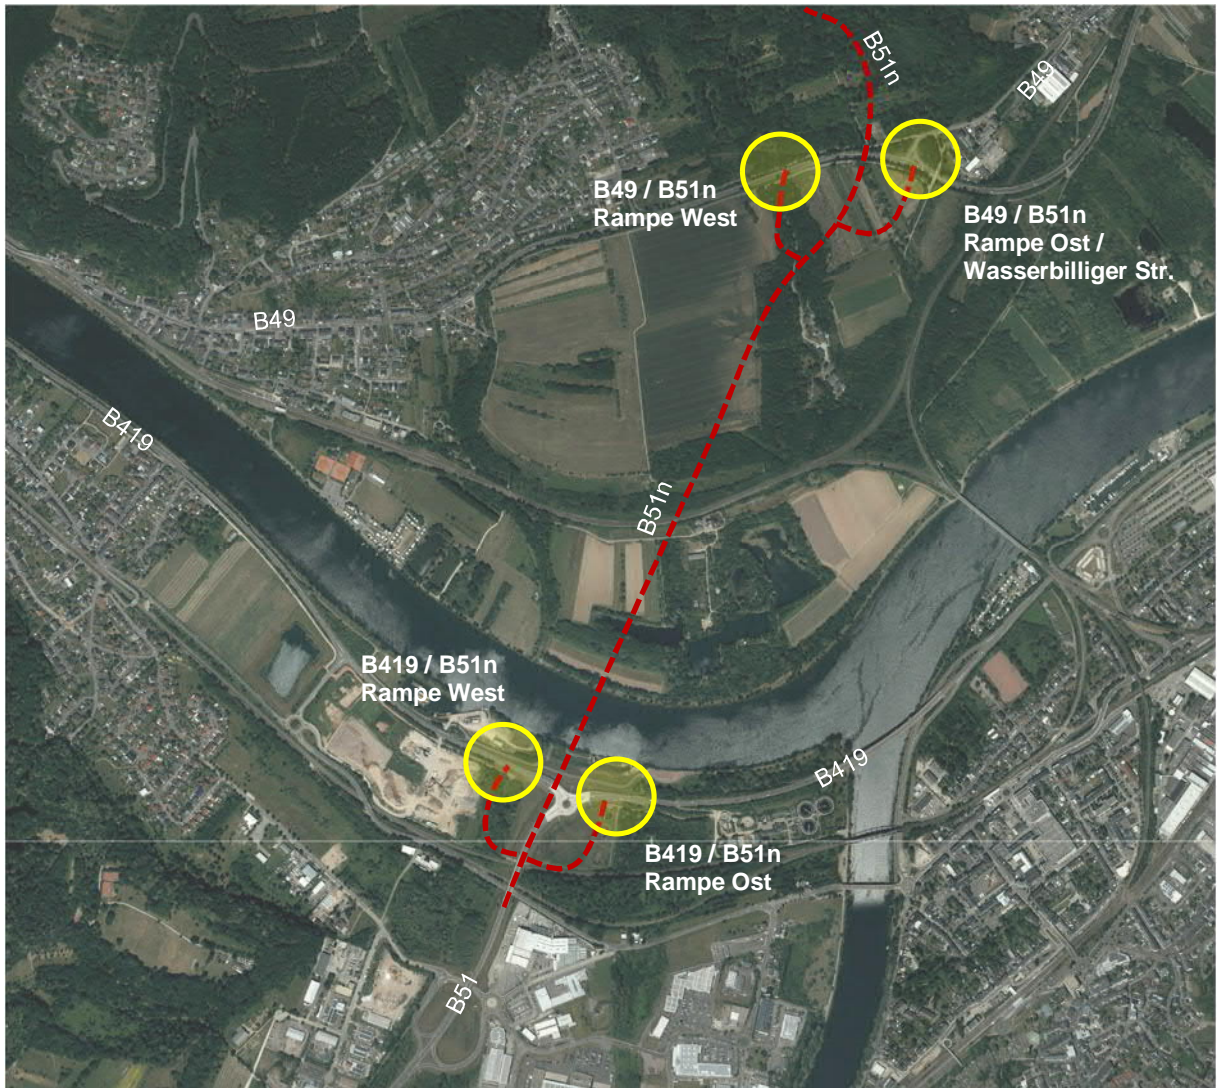 B51n
B49
B49 / B51n
Rampe West
B49 / B51n
Rampe Ost /
Wasserbilliger Str.
B49
B419
B51n
B419 / B51n
Rampe West
B419
B419 / B51n
Rampe Ost
B51